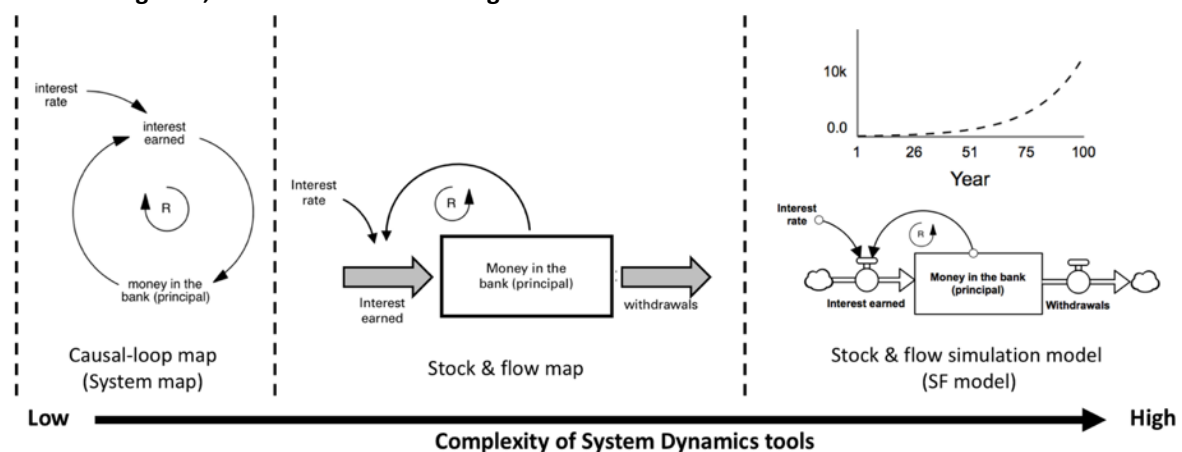 interest
rate
interest
earned
R
money in the
bank (principal)
Causal-loop map
(System map)
Interest
rate
R
Money in the
bank (principal)
Interest
earned
withdrawals
Stock & flow map
10k
0.0
1 26 51 75 100
Year
Interest
rate
R
Money in the bank
(principal)
Interest earned
Withdrawals
Stock & flow simulation model
(SF model)
Low
High
Complexity of System Dynamics tools